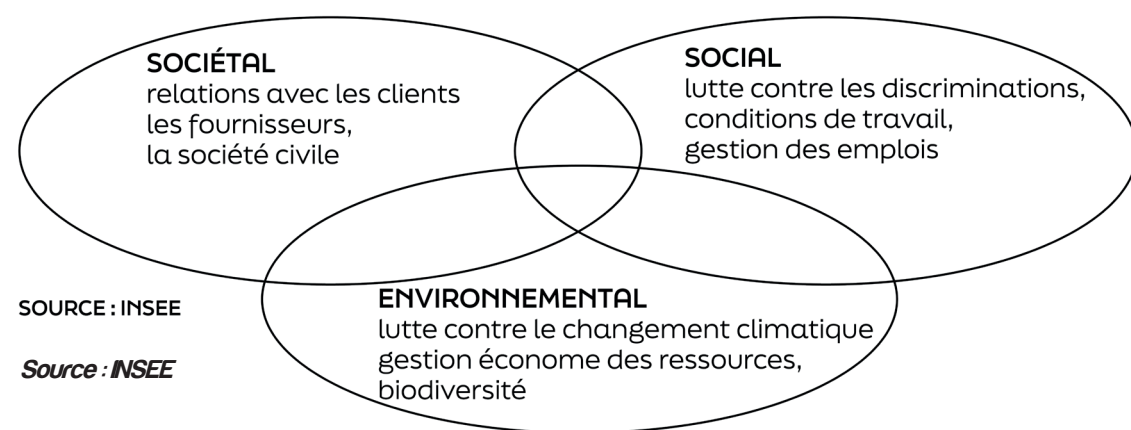 SOCIÉTAL
relations avec les clients
les fournisseurs,
la société civile
SOCIAL
lutte contre les discriminations,
conditions de travail,
gestion des emplois
ENVIRONNEMENTAL
lutte contre le changement climatique
gestion économe des ressources,
biodiversité
SOURCE : INSEE
Source : INSEE